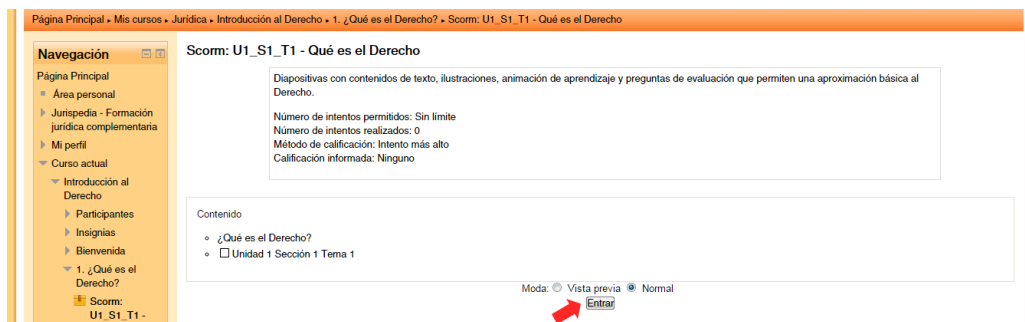 Página Principal ▸ Mis cursos ▸ Jurídica ▸ Introducción al Derecho ▸ 1. ¿Qué es el Derecho? ▸ Scorm: U1_S1_T1 - Qué es el Derecho
Navegación
Página Principal
Área personal
Jurispedia - Formación
jurídica complementaria
Mi perfil
Curso actual
Introducción al
Derecho
Participantes
Insignias
Bienvenida
1. ¿Qué es el
Derecho?
Scorm:
U1_S1_T1 -
Scorm: U1_S1_T1 - Qué es el Derecho
Diapositivas con contenidos de texto, ilustraciones, animación de aprendizaje y preguntas de evaluación que permiten una aproximación básica al
Derecho.
Número de intentos permitidos: Sin límite
Número de intentos realizados: 0
Método de calificación: Intento más alto
Calificación informada: Ninguno
Contenido
¿Qué es el Derecho?
Unidad 1 Sección 1 Tema 1
Moda: Vista previa Normal
Entrar